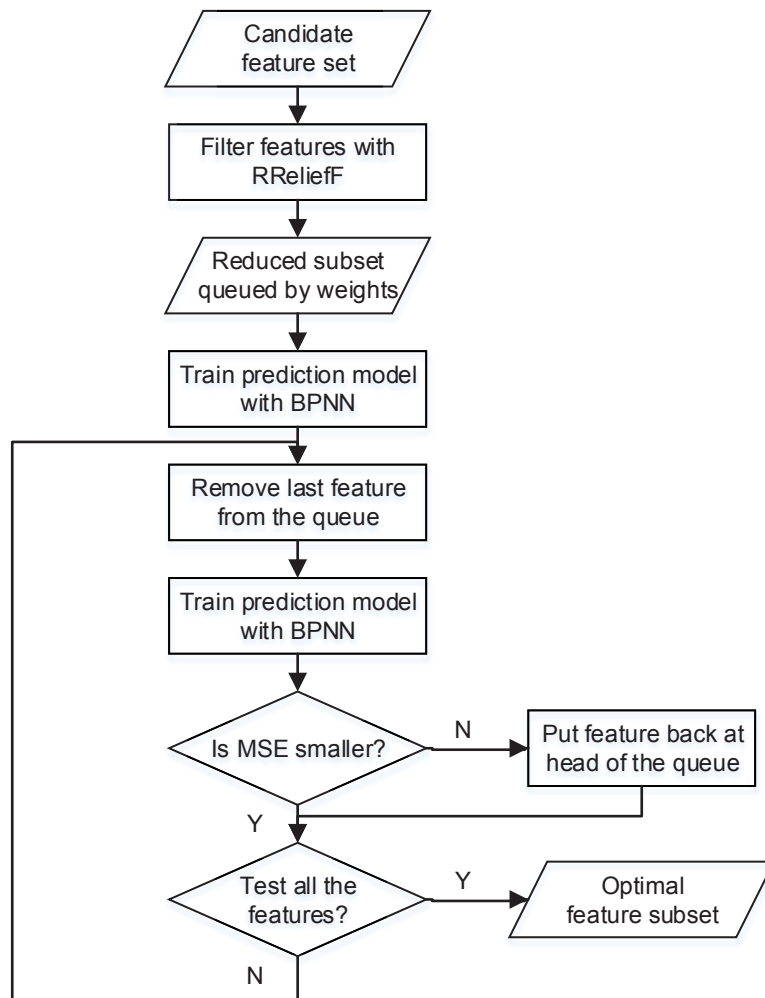 Candidate
feature set
Filter features with
RReliefF
Reduced subset
queued by weights
Train prediction model
with BPNN
Remove last feature
from the queue
Train prediction model
with BPNN
Is MSE smaller?
N
Put feature back at
head of the queue
Y
Test all the
features?
Y
Optimal
feature subset
N